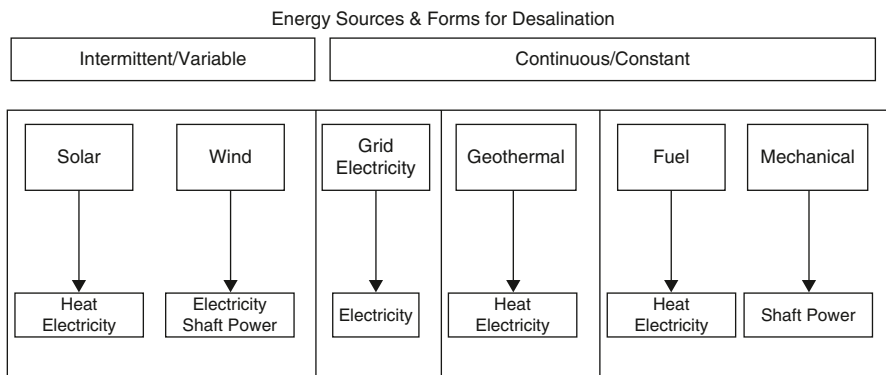 Energy Sources & Forms for Desalination
Intermittent/Variable
Continuous/Constant
Solar
Wind
Grid
Electricity
Geothermal
Fuel
Mechanical
Heat
Electricity
Electricity
Shaft Power
Electricity
Heat
Electricity
Heat
Electricity
Shaft Power